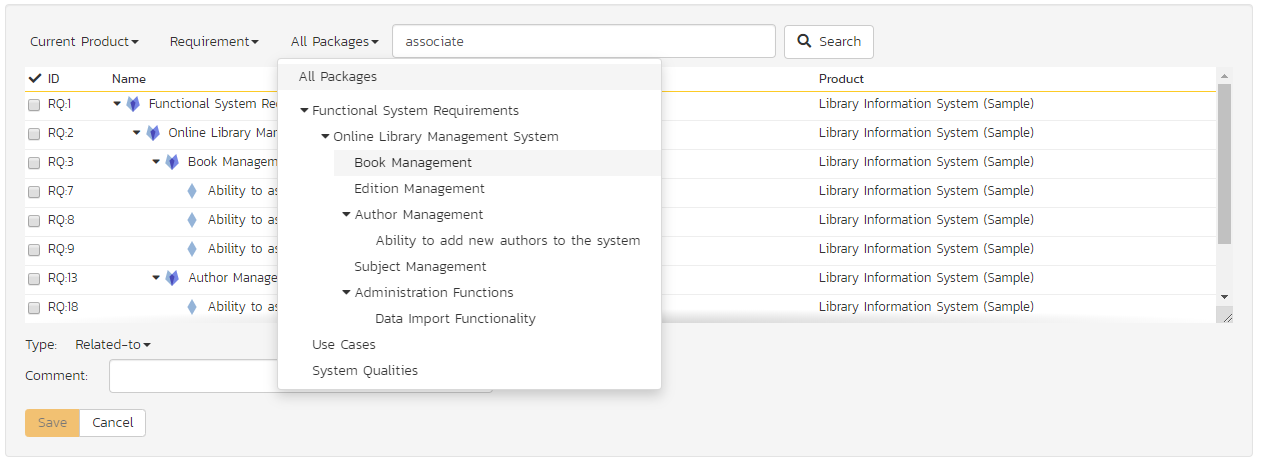 Current Product Requirement All Packages associate Search
All Packages
ID Name Product
RQ:1 Functional System Re Library Information System (Sample)
Functional System Requirements
RQ:2 Online Library Mar Library Information System (Sample)
Online Library Management System
RQ:3 Book Managem Library Information System (Sample)
Book Management
RQ:7 Ability to as Library Information System (Sample)
Edition Management
RQ:8 Ability to as Library Information System (Sample)
Author Management
RQ:9 Ability to as Library Information System (Sample)
Ability to add new authors to the system
Subject Management
RQ:13 Author Manage Library Information System (Sample)
Administration Functions
RQ:18 Ability to as Library Information System (Sample)
Data Import Functionality
Type: Related-to
Use Cases
Comment:
System Qualities
Save Cancel